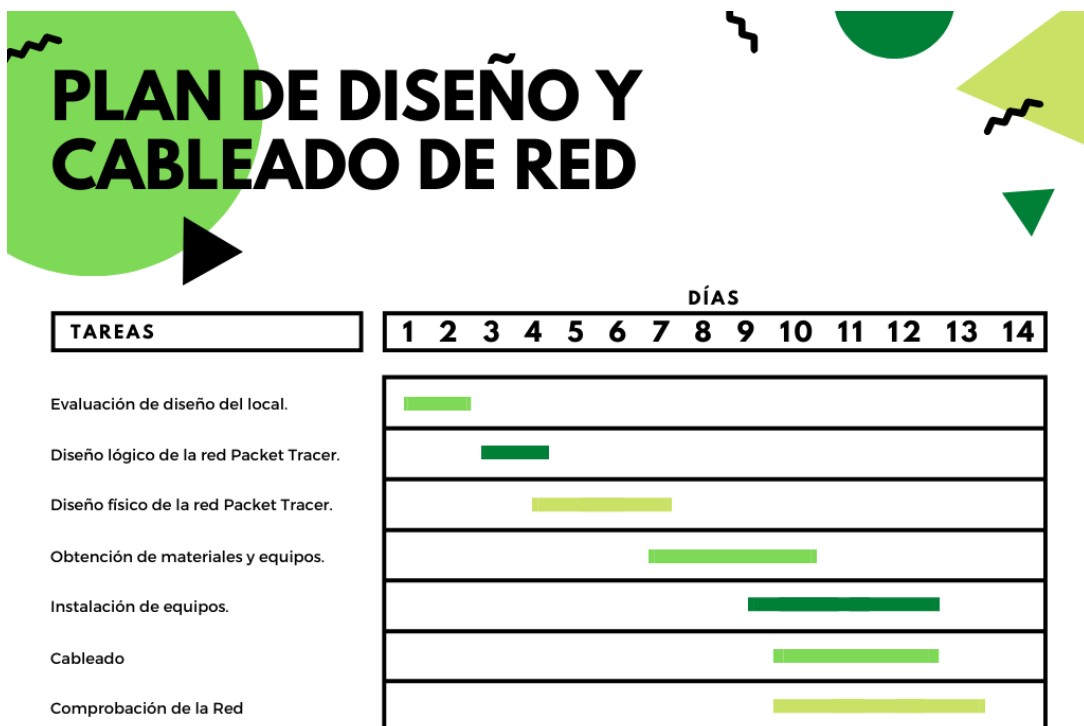 PLAN DE DISEÑO Y
CABLEADO DE RED
DÍAS
TAREAS
1 2 3 4 5 6 7 8 9 10 11 12 13 14
Evaluación de diseño del local.
Diseño lógico de la red Packet Tracer.
Diseño físico de la red Packet Tracer.
Obtención de materiales y equipos.
Instalación de equipos.
Cableado
Comprobación de la Red